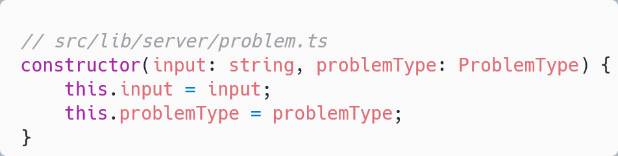 // src/lib/server/problem.ts
constructor(input: string, problemType: ProblemType) {
    this.input = input;
    this.problemType = problemType;
}